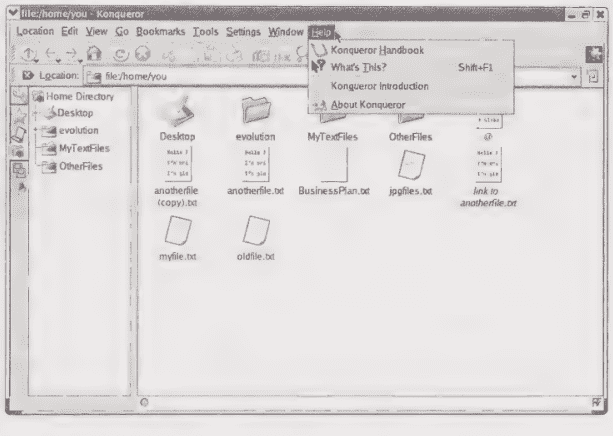 file:/home/you - Konqueror
Location Edit View Go Bookmarks Tools Settings Window Help
Konqueror Handbook
What's This? Shift+F1
Konqueror Introduction
About Konqueror
Location: file:/home/you
Home Directory
Desktop
evolution
MyTextFiles
OtherFiles
Desktop evolution MyTextFiles OtherFiles @
Hello !
I'm
Hello !
I'm
anotherfile (copy).txt
anotherfile.txt
BusinessPlan.txt
jpgfiles.txt
link to anotherfile.txt
myfile.txt oldfile.txt